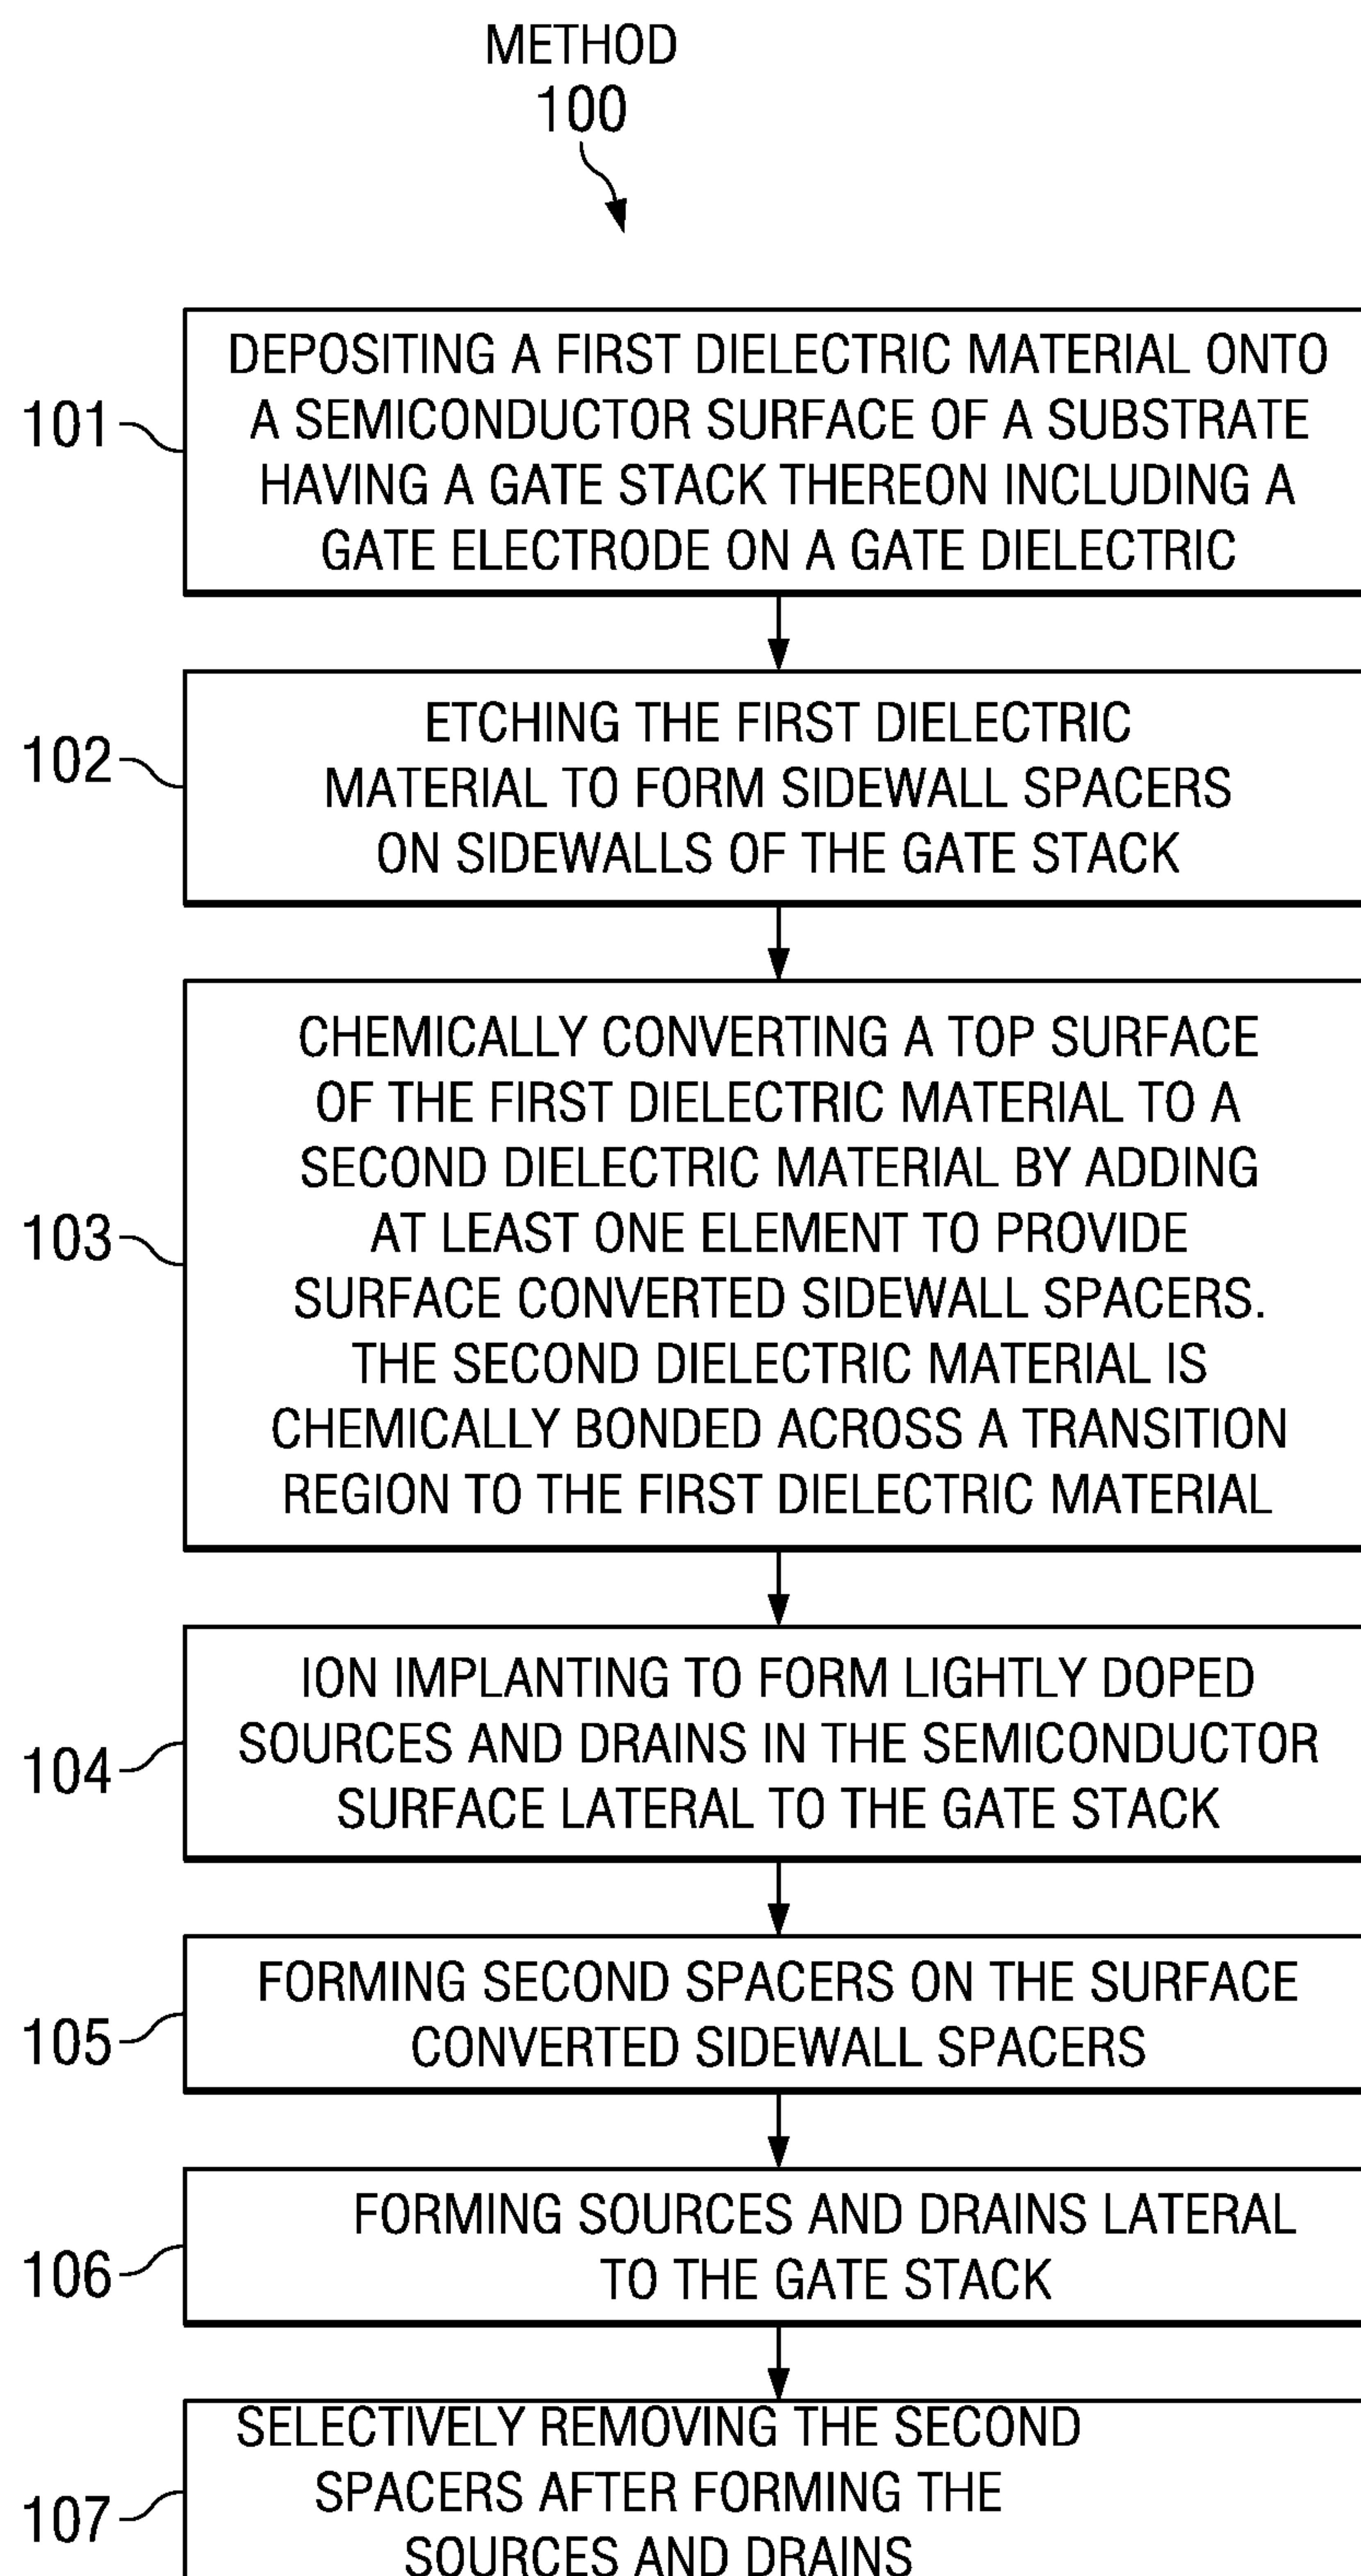 METHOD
100
101
DEPOSITING A FIRST DIELECTRIC MATERIAL ONTO
A SEMICONDUCTOR SURFACE OF A SUBSTRATE
HAVING A GATE STACK THEREON INCLUDING A
GATE ELECTRODE ON A GATE DIELECTRIC
102
ETCHING THE FIRST DIELECTRIC
MATERIAL TO FORM SIDEWALL SPACERS
ON SIDEWALLS OF THE GATE STACK
103
CHEMICALLY CONVERTING A TOP SURFACE
OF THE FIRST DIELECTRIC MATERIAL TO A
SECOND DIELECTRIC MATERIAL BY ADDING
AT LEAST ONE ELEMENT TO PROVIDE
SURFACE CONVERTED SIDEWALL SPACERS.
THE SECOND DIELECTRIC MATERIAL IS
CHEMICALLY BONDED ACROSS A TRANSITION
REGION TO THE FIRST DIELECTRIC MATERIAL
104
ION IMPLANTING TO FORM LIGHTLY DOPED
SOURCES AND DRAINS IN THE SEMICONDUCTOR
SURFACE LATERAL TO THE GATE STACK
105
FORMING SECOND SPACERS ON THE SURFACE
CONVERTED SIDEWALL SPACERS
106
FORMING SOURCES AND DRAINS LATERAL
TO THE GATE STACK
107
SELECTIVELY REMOVING THE SECOND
SPACERS AFTER FORMING THE
SOURCES AND DRAINS